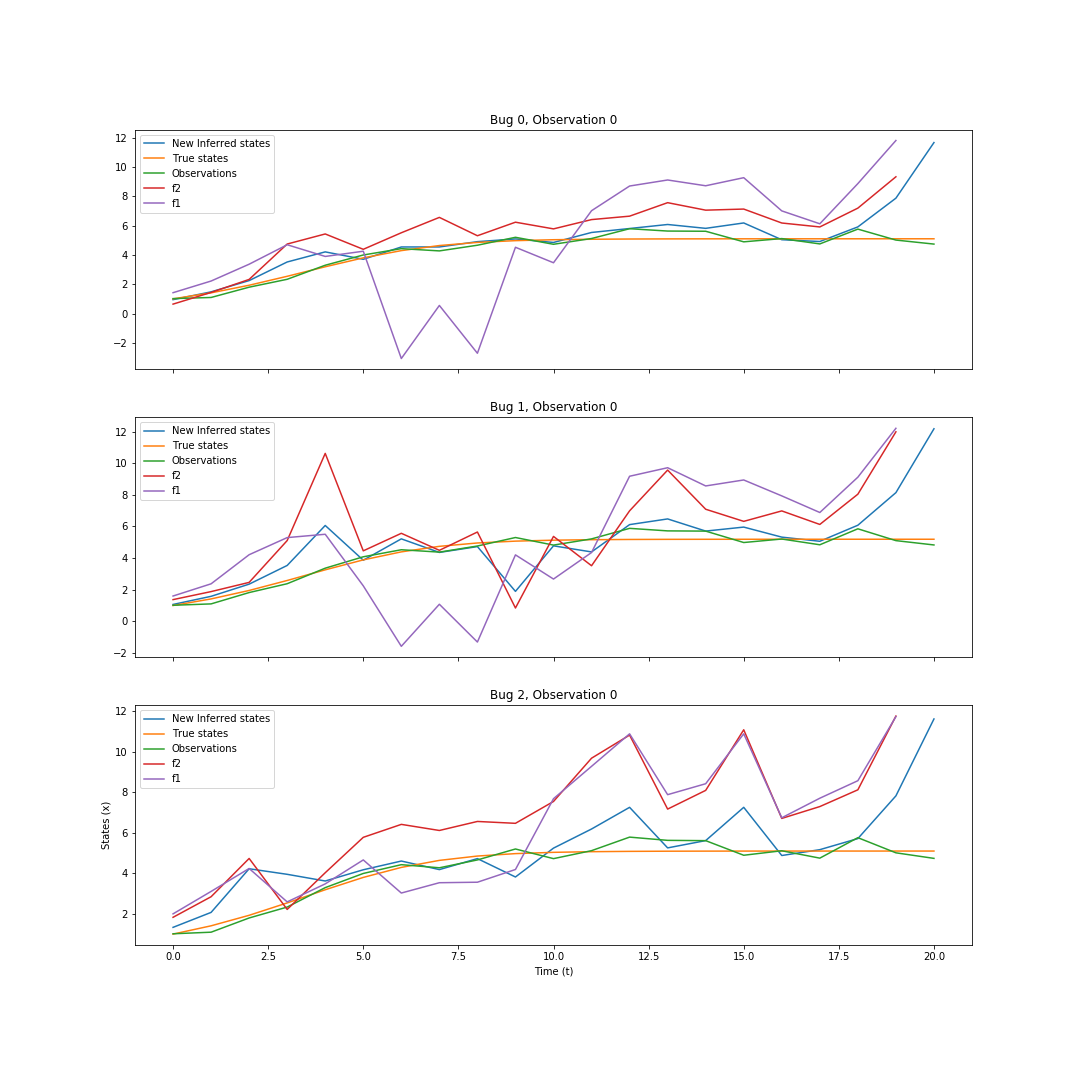 Bug 0, Observation 0
12
10
8
6
4
2
0
−2
New Inferred states
True states
Observations
f2
f1
Bug 1, Observation 0
12
10
8
6
4
2
0
−2
New Inferred states
True states
Observations
f2
f1
Bug 2, Observation 0
12
10
8
6
4
2
New Inferred states
True states
Observations
f2
f1
States (x)
0.0 2.5 5.0 7.5 10.0 12.5 15.0 17.5 20.0
Time (t)